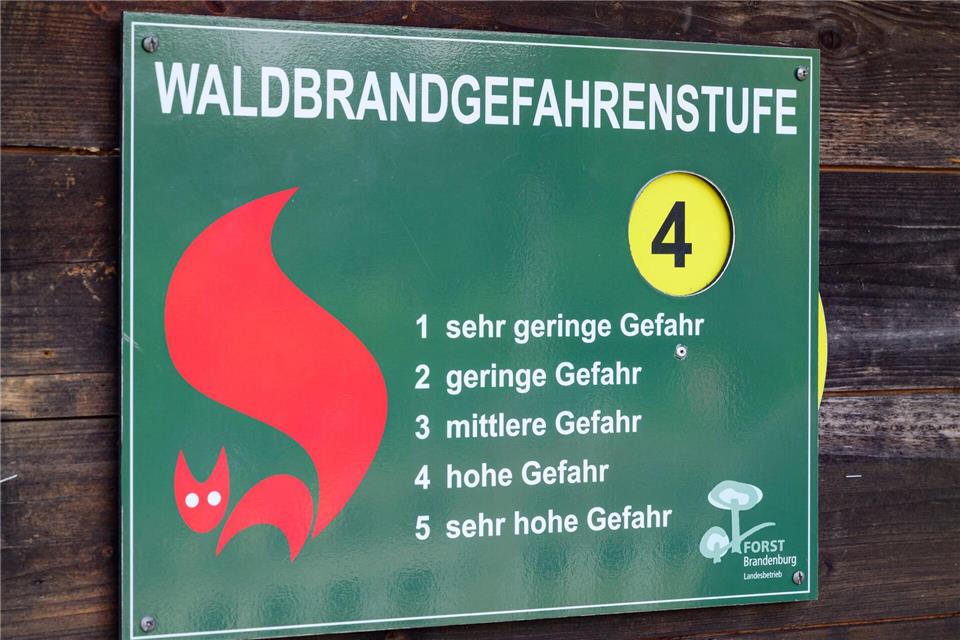 WALDBRANDGEFAHRENSTUFE
4
1 sehr geringe Gefahr
2 geringe Gefahr
3 mittlere Gefahr
4 hohe Gefahr
5 sehr hohe Gefahr
FORST
Brandenburg
Landesbetrieb